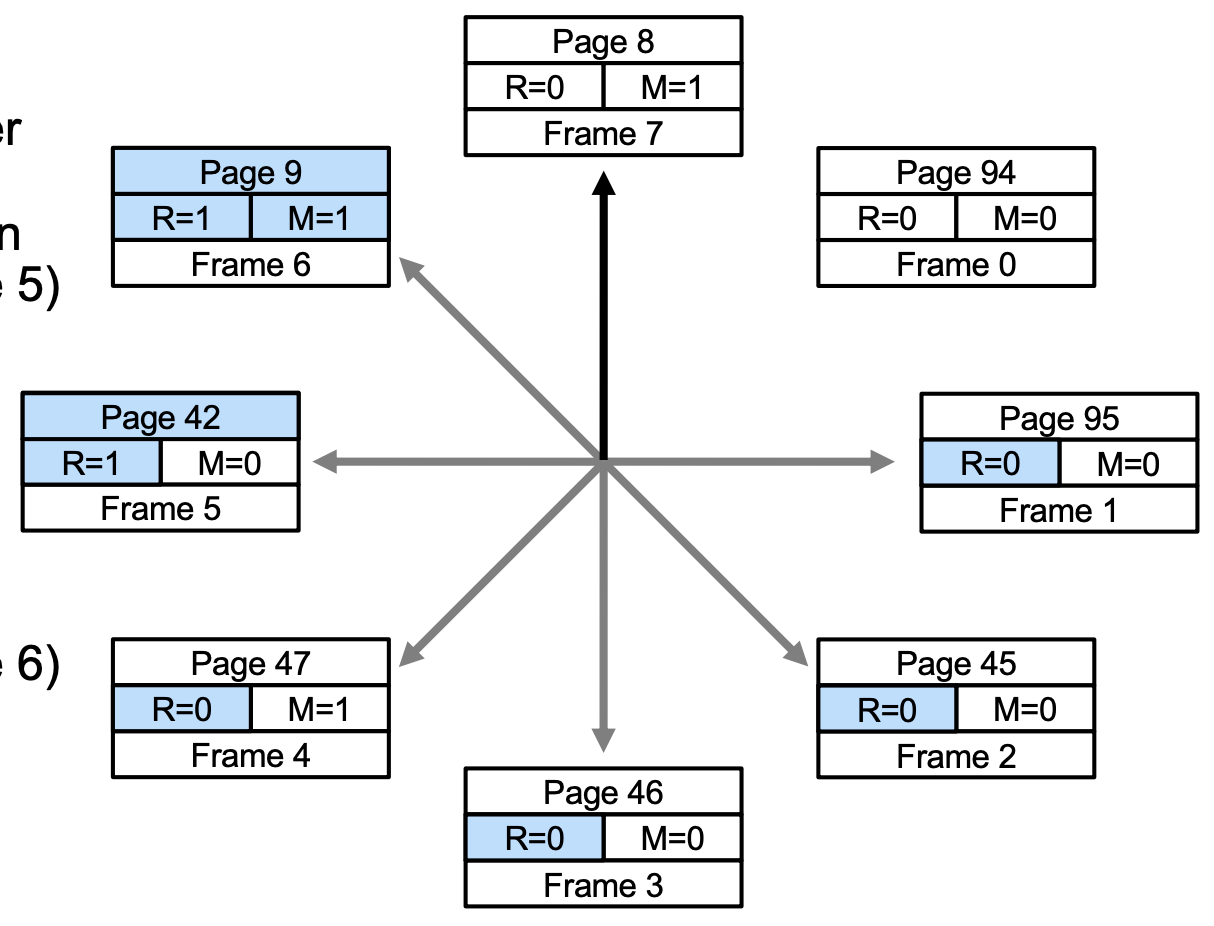 Page 8
R=0 M=1
Frame 7
er
Page 9
R=1 M=1
Frame 6
Page 94
R=0 M=0
Frame 0
n
e 5)
Page 42
R=1 M=0
Frame 5
Page 95
R=0 M=0
Frame 1
e 6)
Page 47
R=0 M=1
Frame 4
Page 45
R=0 M=0
Frame 2
Page 46
R=0 M=0
Frame 3